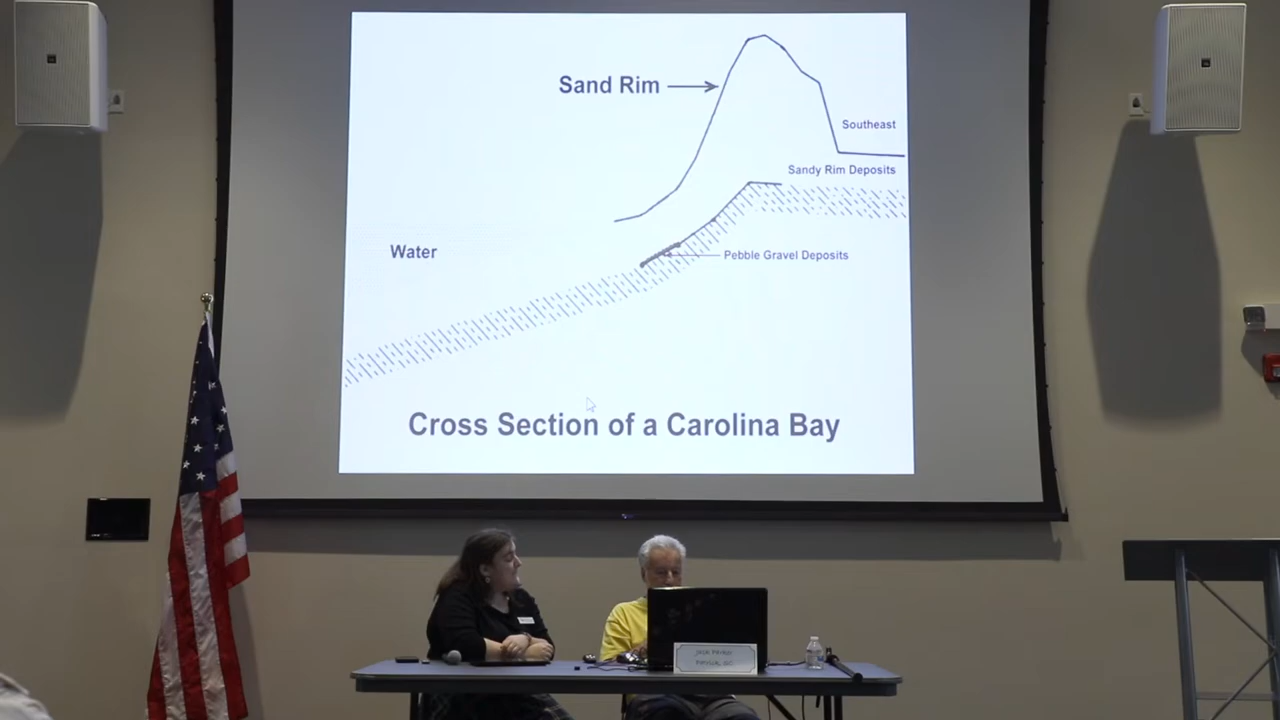 Sand Rim
Southeast
Sandy Rim Deposits
Water
Pebble Gravel Deposits
Cross Section of a Carolina Bay